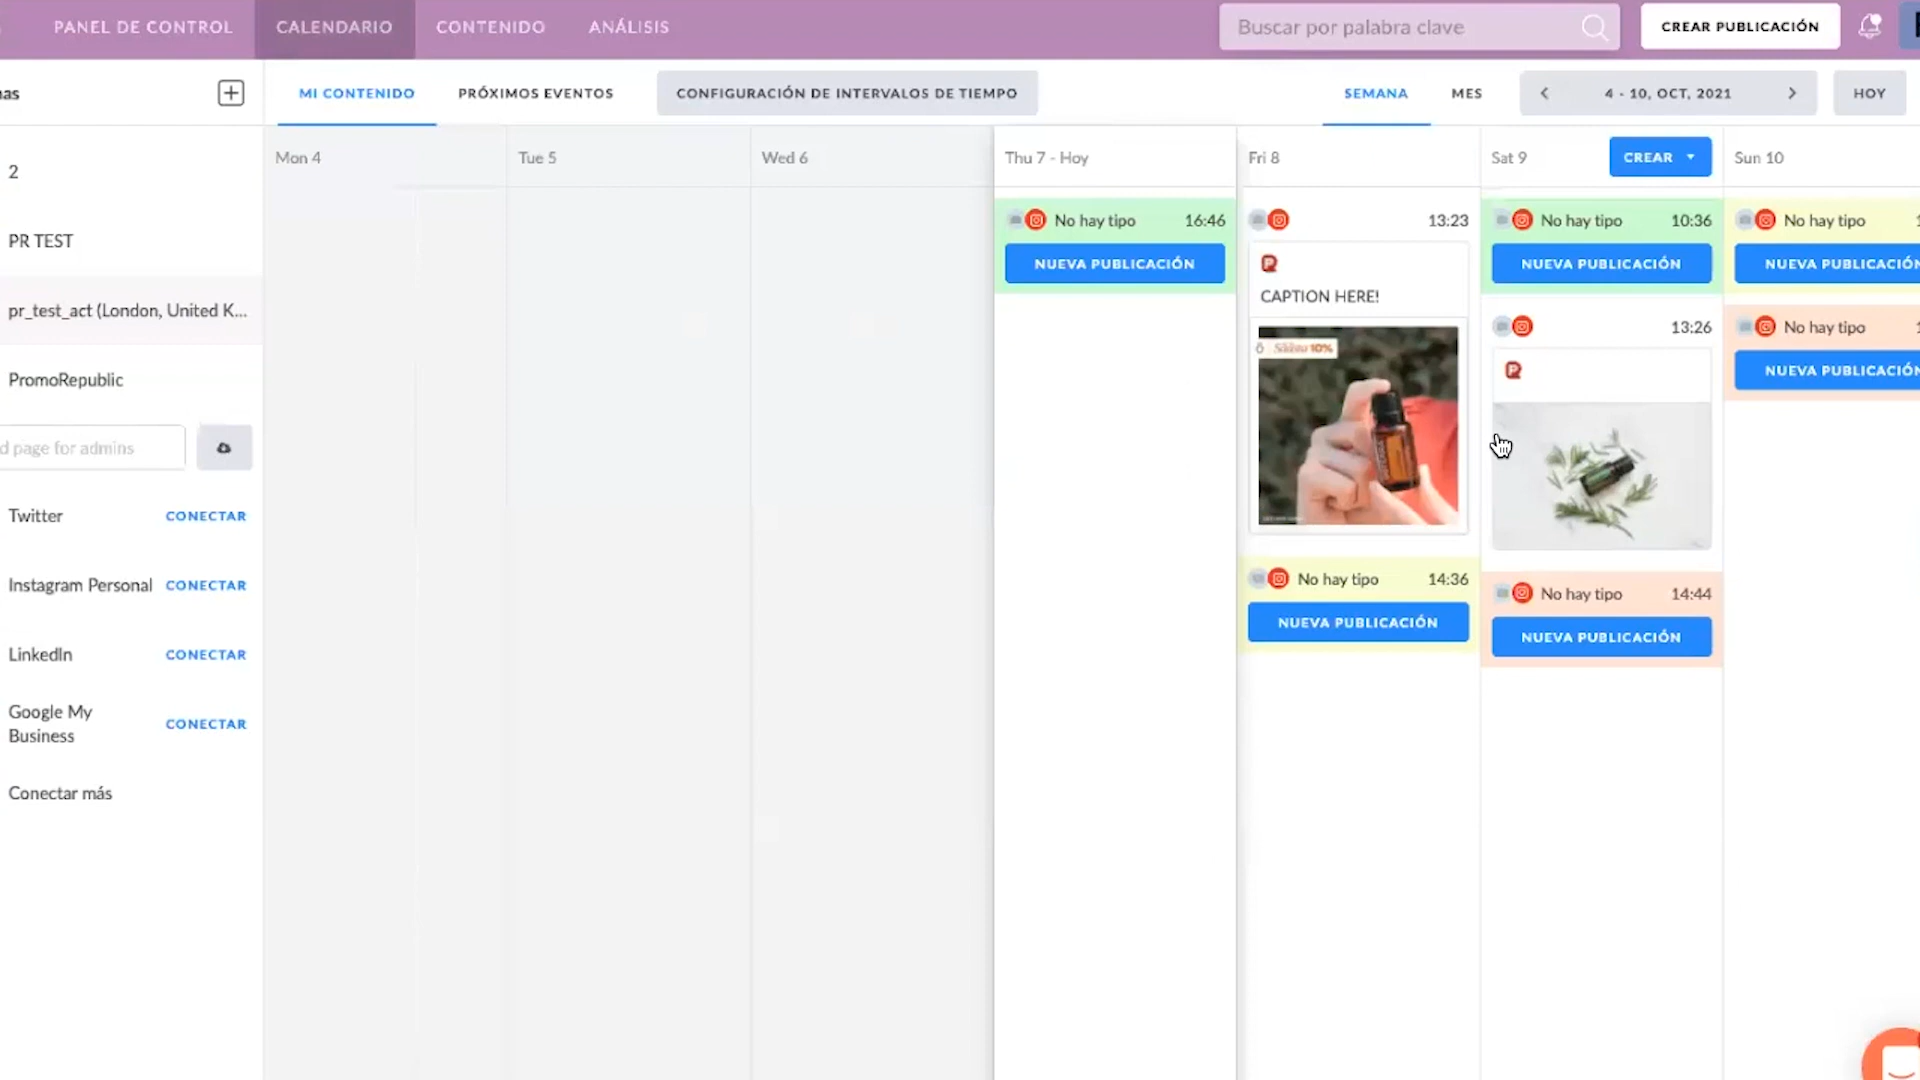 PANEL DE CONTROL
CALENDARIO
CONTENIDO
ANÁLISIS
Buscar por palabra clave
CREAR PUBLICACIÓN
nas
MI CONTENIDO
PRÓXIMOS EVENTOS
CONFIGURACIÓN DE INTERVALOS DE TIEMPO
SEMANA
MES
4 - 10, OCT, 2021
HOY
2
PR TEST
pr_test_act (London, United K...
PromoRepublic
d page for admins
Twitter CONECTAR
Instagram Personal CONECTAR
LinkedIn CONECTAR
Google My
Business
CONECTAR
Conectar más
Mon 4
Tue 5
Wed 6
Thu 7 - Hoy
No hay tipo 16:46
NUEVA PUBLICACIÓN
Fri 8
13:23
CAPTION HERE!
10%
No hay tipo 14:36
NUEVA PUBLICACIÓN
Sat 9
CREAR
No hay tipo 10:36
NUEVA PUBLICACIÓN
13:26
No hay tipo 14:44
NUEVA PUBLICACIÓN
Sun 10
No hay tipo
NUEVA PUBLICACIÓN
No hay tipo
NUEVA PUBLICACIÓN